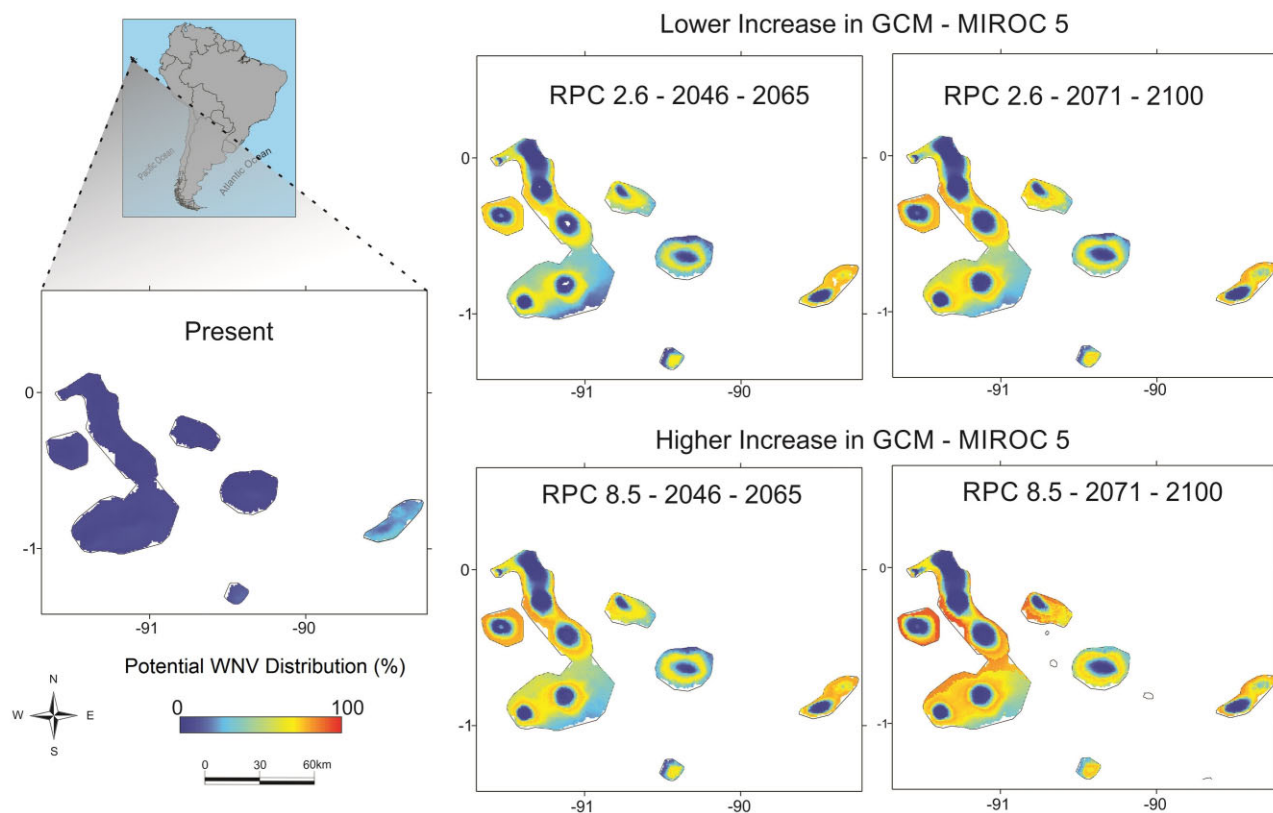 Pacific Ocean
Atlantic Ocean
Lower Increase in GCM - MIROC 5
RPC 2.6 - 2046 - 2065
0
-1
-91
-90
RPC 2.6 - 2071 - 2100
0
-1
-91
-90
Present
0
-1
-91
-90
Higher Increase in GCM - MIROC 5
RPC 8.5 - 2046 - 2065
0
-1
-91
-90
RPC 8.5 - 2071 - 2100
0
-1
-91
-90
Potential WNV Distribution (%)
0
100
N
W
E
S
0
30
60km